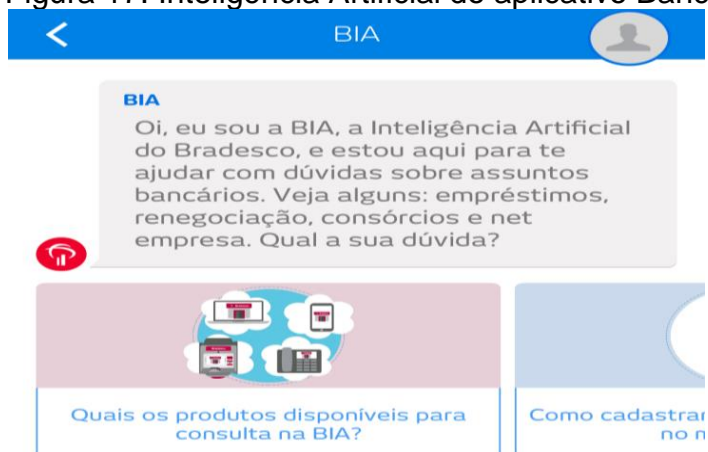 BIA
BIA
Oi, eu sou a BIA, a Inteligência Artificial
do Bradesco, e estou aqui para te
ajudar com dúvidas sobre assuntos
bancários. Veja alguns: empréstimos,
renegociação, consórcios e net
empresa. Qual a sua dúvida?
Quais os produtos disponíveis para
consulta na BIA?
Como cadastrar
no